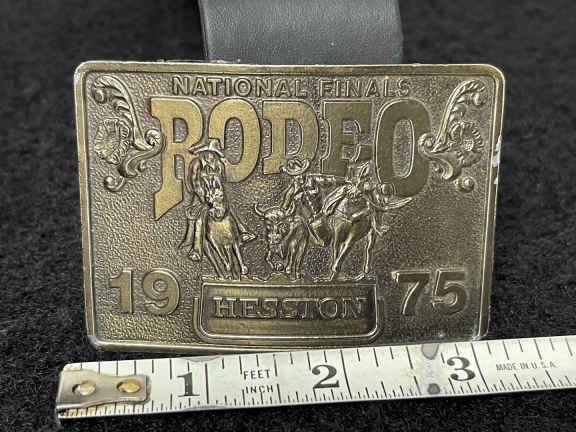 NATIONAL FINALS
RODEO
19 75
HESSTON
1 FEET INCH 2 3 MADE IN U.S.A.